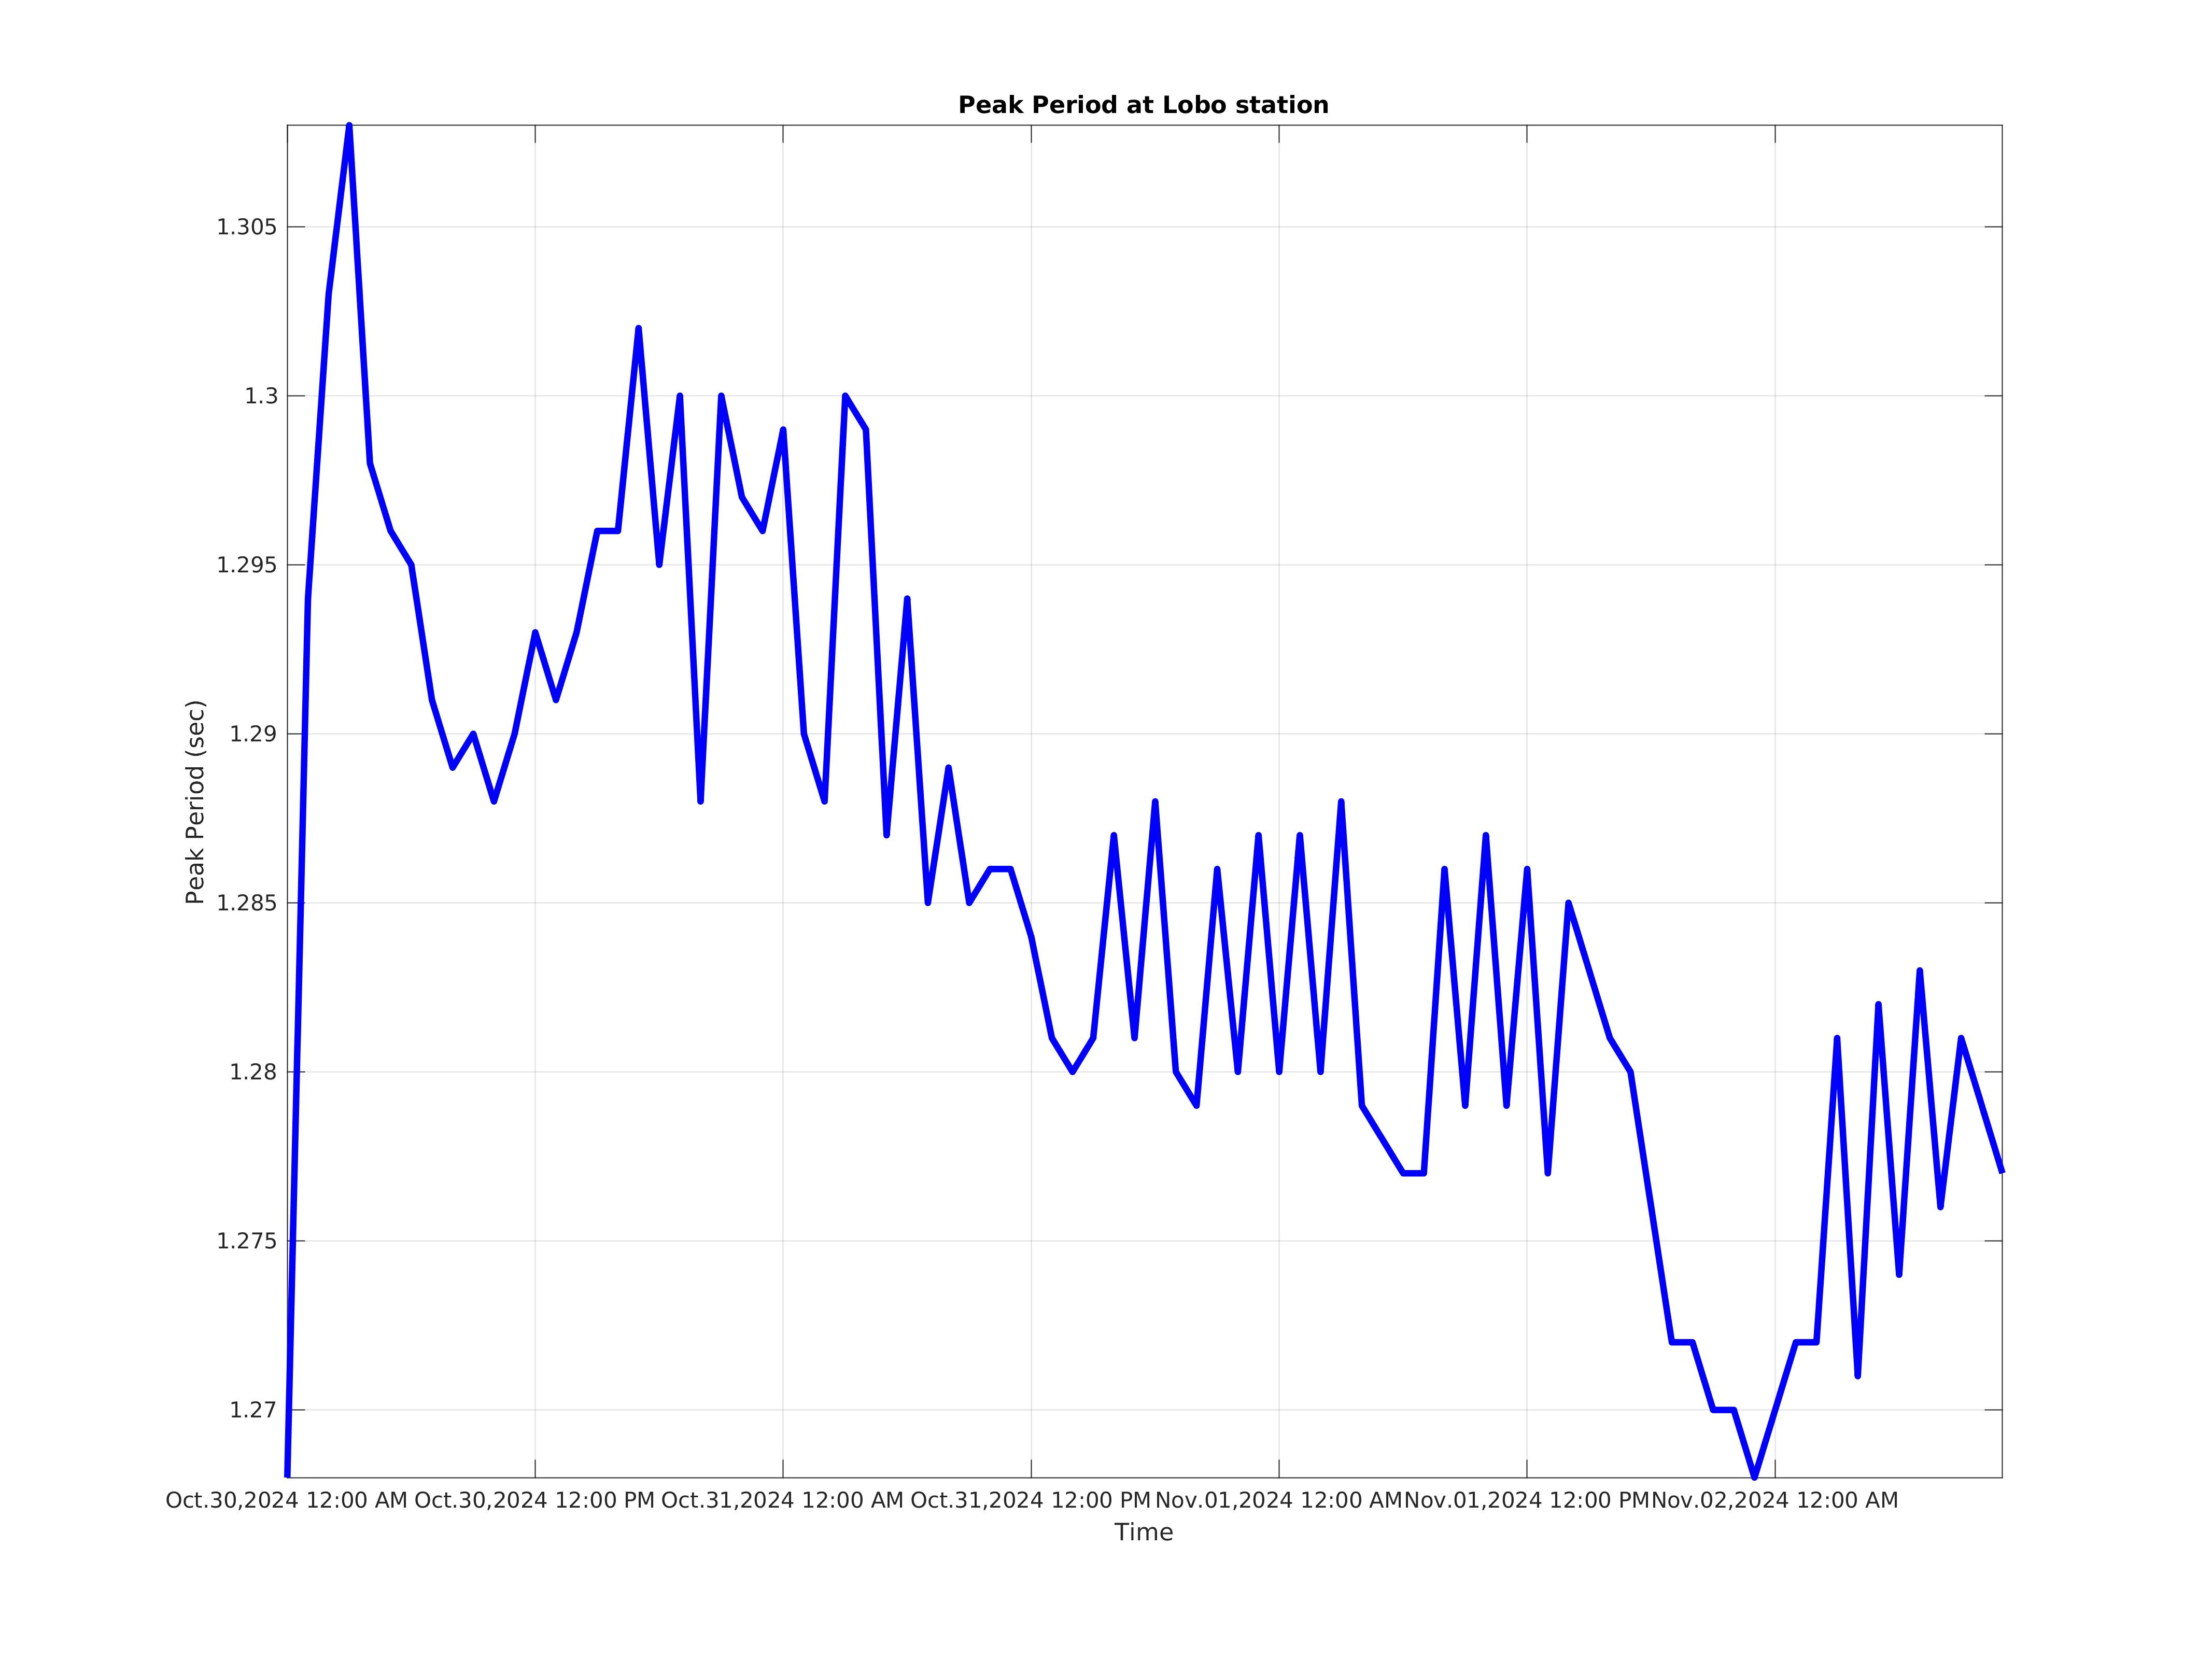 Peak Period at Lobo station
1.305
1.3
1.295
1.29
1.285
1.28
1.275
1.27
Peak Period (sec)
Oct.30,2024 12:00 AM Oct.30,2024 12:00 PM Oct.31,2024 12:00 AM Oct.31,2024 12:00 PM Nov.01,2024 12:00 AM Nov.01,2024 12:00 PM Nov.02,2024 12:00 AM
Time